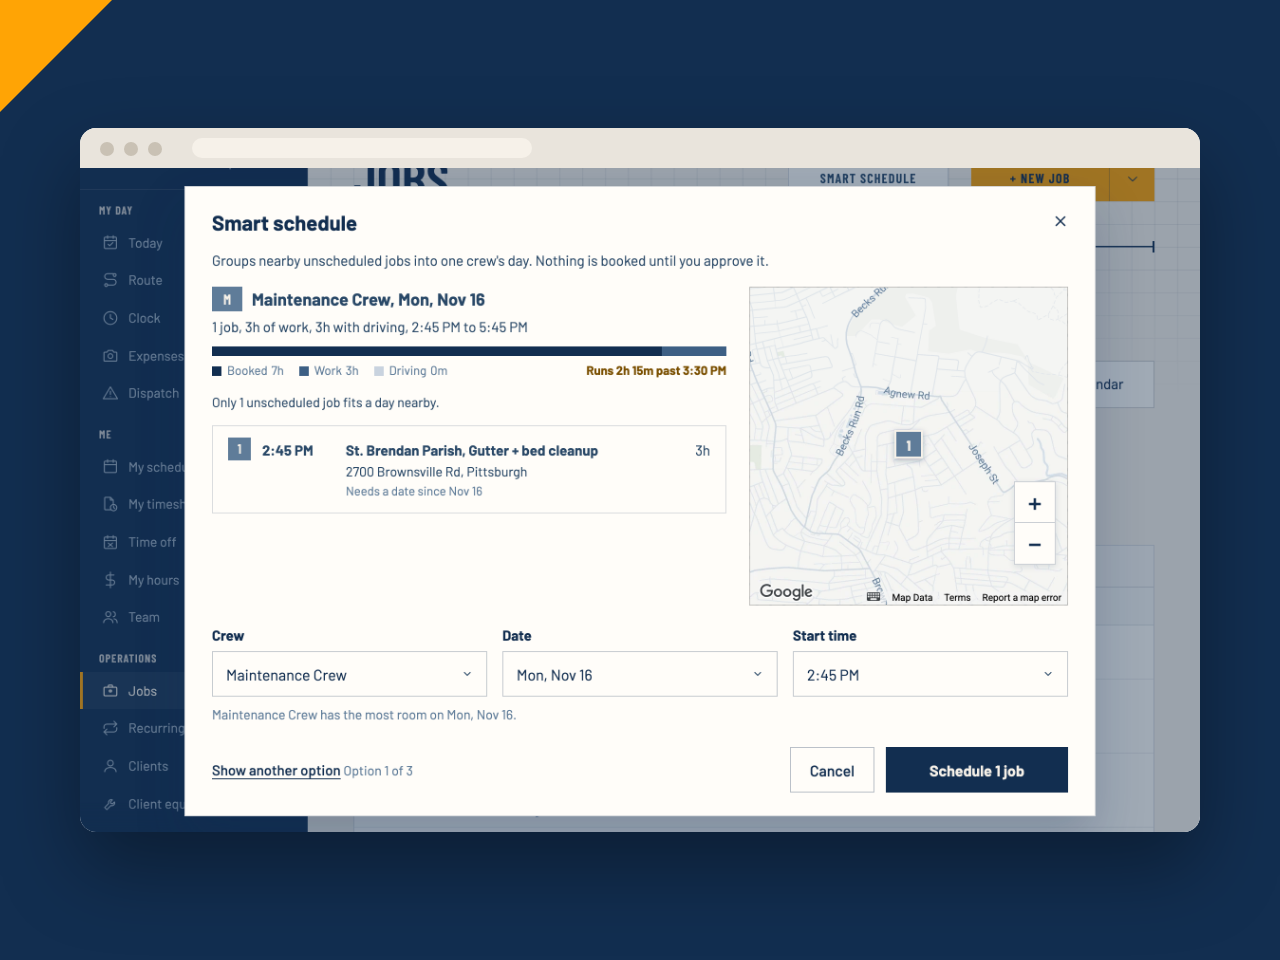 JOBS
SMART SCHEDULE
+ NEW JOB
MY DAY
Today
Route
Clock
Expenses
Dispatch
ME
My sched
My timesh
Time off
My hours
Team
OPERATIONS
Jobs
Recurring
Clients
Client equ
ndar
Smart schedule
Groups nearby unscheduled jobs into one crew's day. Nothing is booked until you approve it.
M Maintenance Crew, Mon, Nov 16
1 job, 3h of work, 3h with driving, 2:45 PM to 5:45 PM
Booked 7h Work 3h Driving 0m Runs 2h 15m past 3:30 PM
Only 1 unscheduled job fits a day nearby.
1 2:45 PM St. Brendan Parish, Gutter + bed cleanup 3h
2700 Brownsville Rd, Pittsburgh
Needs a date since Nov 16
Becks Ru
Agnew Rd
Becks Run Rd
1
Joseph St
+
−
Bro
Google Map Data Terms Report a map error
Crew Date Start time
Maintenance Crew Mon, Nov 16 2:45 PM
Maintenance Crew has the most room on Mon, Nov 16.
Show another option Option 1 of 3 Cancel Schedule 1 job